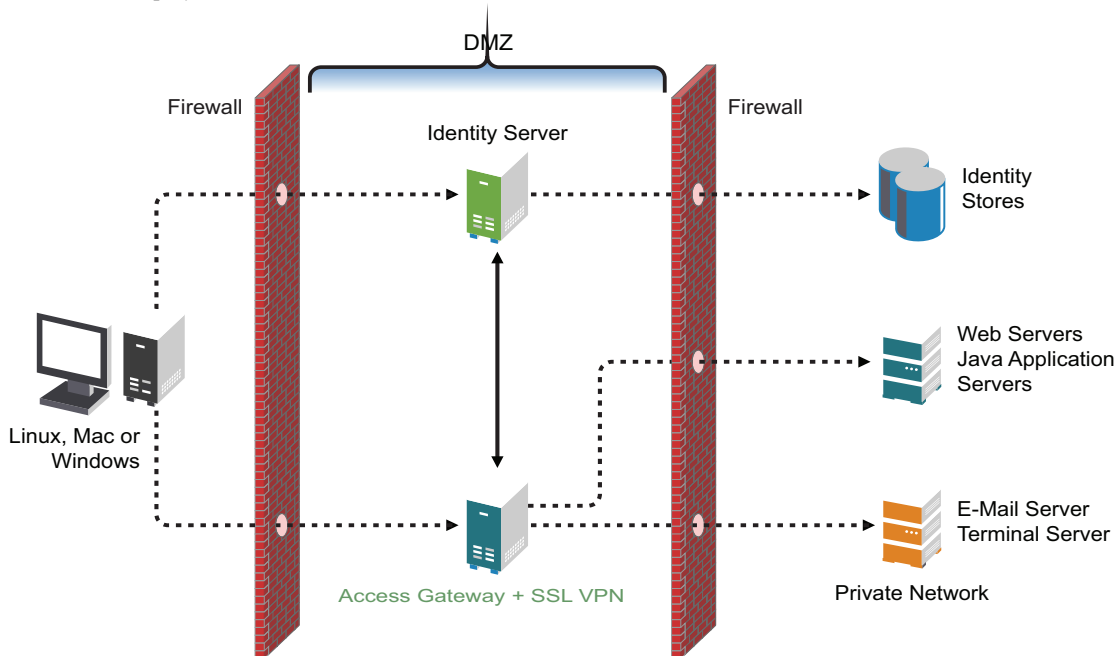 DMZ
Firewall
Firewall
Identity Server
Identity
Stores
Web Servers
Java Application
Servers
Linux, Mac or
Windows
E-Mail Server
Terminal Server
Access Gateway + SSL VPN
Private Network